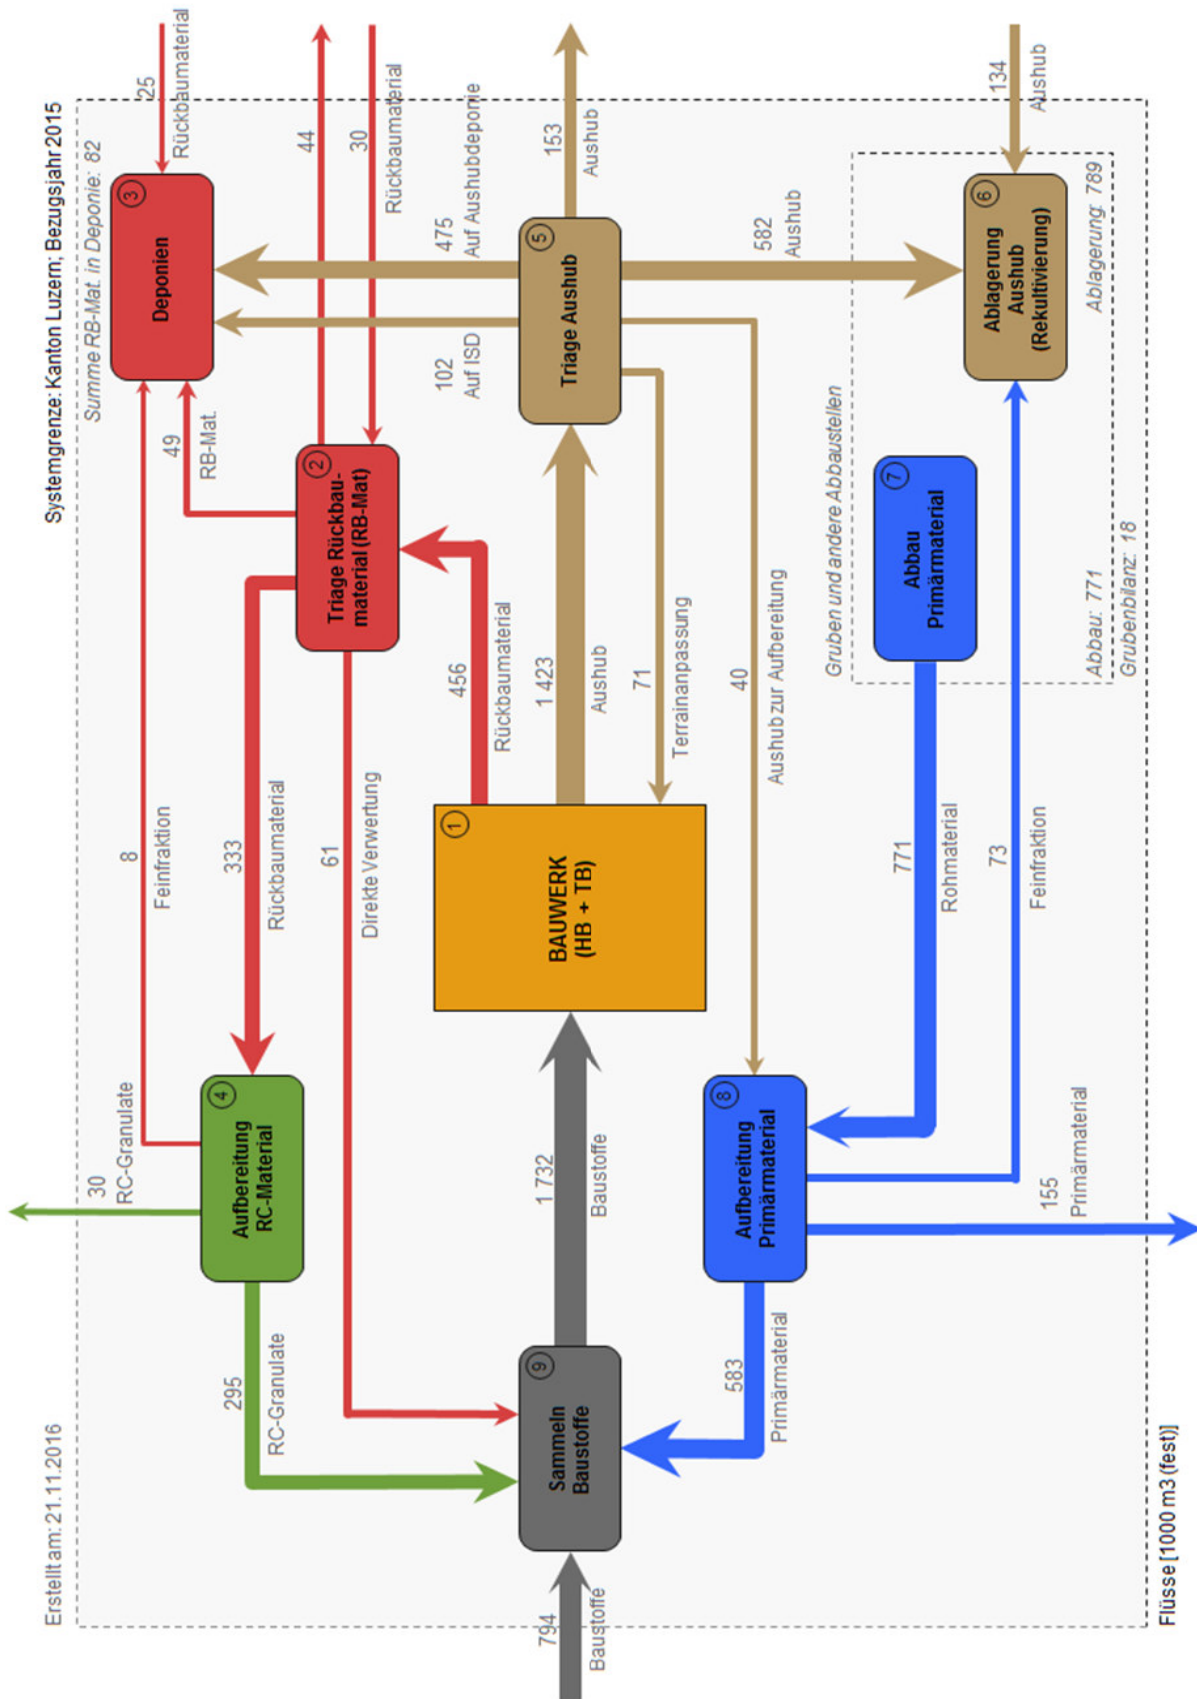 Erstellt am: 21.11.2016
Systemgrenze: Kanton Luzern; Bezugsjahr 2015
Summe RB-Mat. in Deponie: 82
30
RC-Granulate
8
Feinfraktion
25
Rückbaumaterial
4
Aufbereitung
RC-Material
3
Deponien
295
RC-Granulate
333
Rückbaumaterial
49
RB-Mat.
61
Direkte Verwertung
2
Triage Rückbau-
material (RB-Mat)
44
30
Rückbaumaterial
456
Rückbaumaterial
102
Auf ISD
475
Auf Aushubdeponie
794
Baustoffe
9
Sammeln
Baustoffe
1 732
Baustoffe
1
BAUWERK
(HB + TB)
1 423
Aushub
5
Triage Aushub
153
Aushub
71
Terrainanpassung
40
Aushub zur Aufbereitung
582
Aushub
583
Primärmaterial
8
Aufbereitung
Primärmaterial
771
Rohmaterial
Gruben und andere Abbaustellen
7
Abbau
Primärmaterial
6
Ablagerung
Aushub
(Rekultivierung)
134
Aushub
73
Feinfraktion
155
Primärmaterial
Abbau: 771
Ablagerung: 789
Grubenbilanz: 18
Flüsse [1000 m3 (fest)]